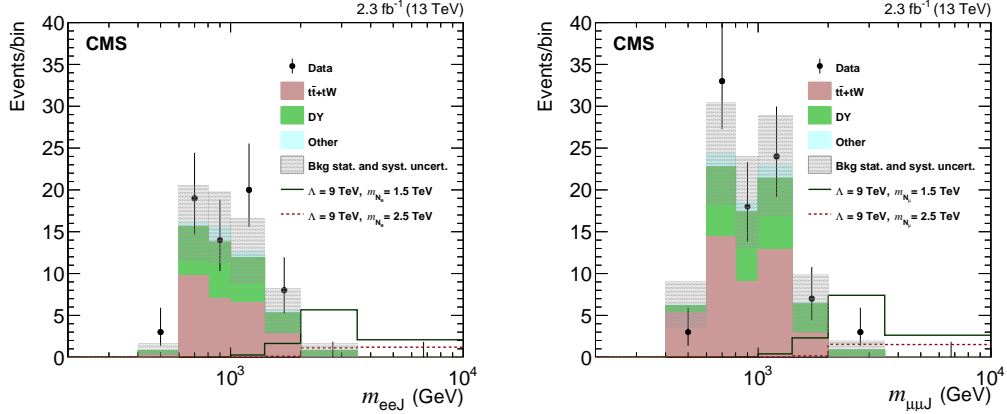 2.3 fb⁻¹ (13 TeV)
CMS
Events/bin
40
35
30
25
20
15
10
5
0
Data
tt̄+tW
DY
Other
Bkg stat. and syst. uncert.
Λ = 9 TeV, m_Ne = 1.5 TeV
Λ = 9 TeV, m_Ne = 2.5 TeV
10³
10⁴
m_eeJ (GeV)
2.3 fb⁻¹ (13 TeV)
CMS
Events/bin
40
35
30
25
20
15
10
5
0
Data
tt̄+tW
DY
Other
Bkg stat. and syst. uncert.
Λ = 9 TeV, m_Nμ = 1.5 TeV
Λ = 9 TeV, m_Nμ = 2.5 TeV
10³
10⁴
m_μμJ (GeV)